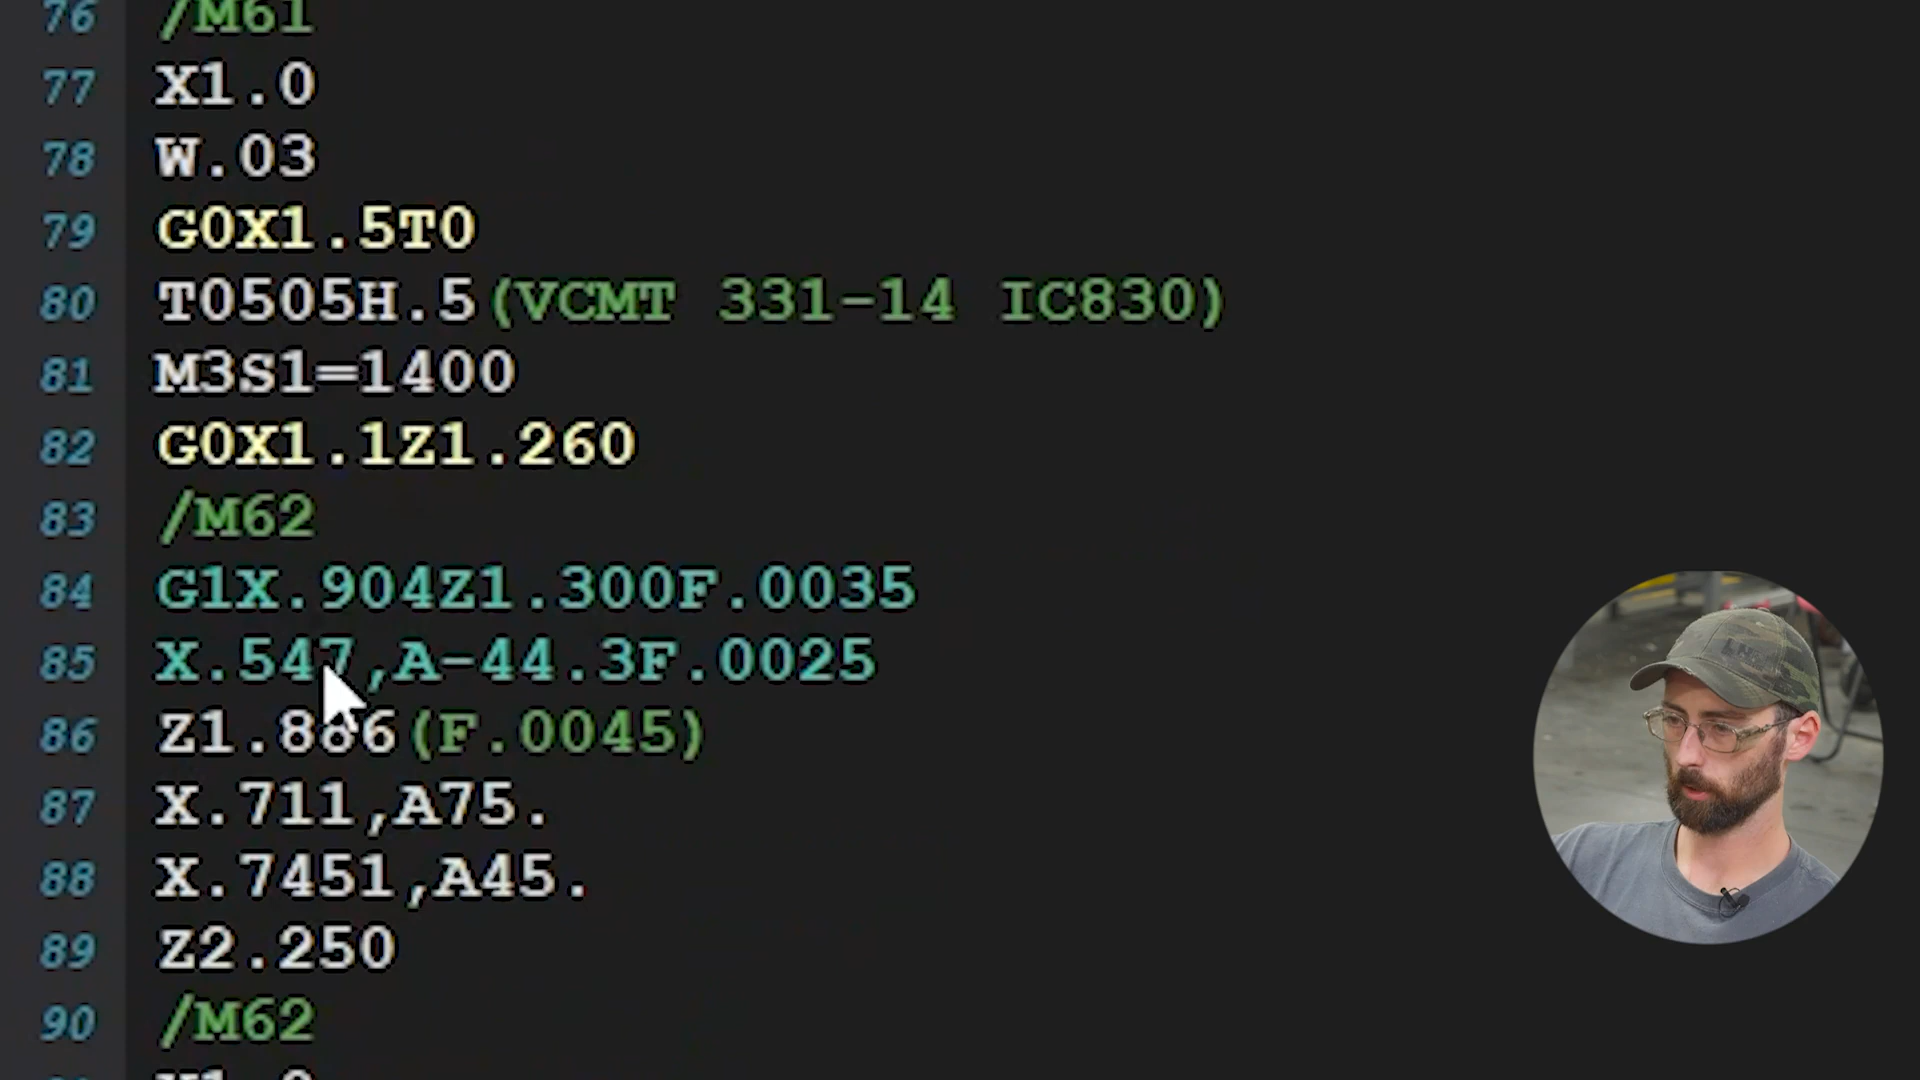 76 /M61
77 X1.0
78 W.03
79 G0X1.5T0
80 T0505H.5(VCMT 331-14 IC830)
81 M3S1=1400
82 G0X1.1Z1.260
83 /M62
84 G1X.904Z1.300F.0035
85 X.547,A-44.3F.0025
86 Z1.886(F.0045)
87 X.711,A75.
88 X.7451,A45.
89 Z2.250
90 /M62